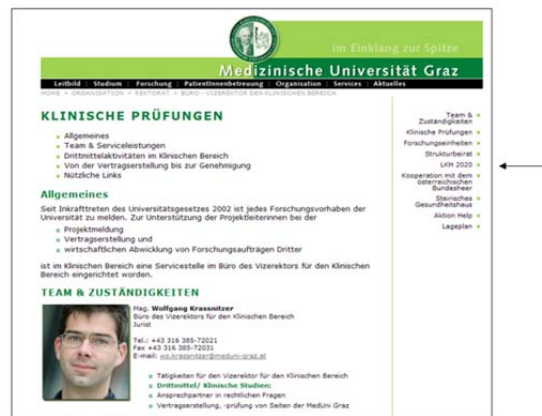 Im Einklang zur Spitze
Medizinische Universität Graz
Leitbild : Studium : Forschung : PatientInnenbetreuung : Organisation : Services : Aktuelles
HOME > ORGANISATION > REKTORAT > BÜRO - VIZEREKTOR DEN KLINISCHEN BEREICH
KLINISCHE PRÜFUNGEN
Allgemeines
Team & Serviceleistungen
Drittmittelaktivitäten im Klinischen Bereich
Von der Vertragserstellung bis zur Genehmigung
Nützliche Links
Allgemeines
Seit Inkrafttreten des Universitätsgesetzes 2002 ist jedes Forschungsvorhaben der
Universität zu melden. Zur Unterstützung der ProjektleiterInnen bei der
Projektmeldung
Vertragserstellung und
wirtschaftlichen Abwicklung von Forschungsaufträgen Dritter
ist im Klinischen Bereich eine Servicestelle im Büro des Vizerektors für den Klinischen
Bereich eingerichtet worden.
TEAM & ZUSTÄNDIGKEITEN
Mag. Wolfgang Krassnitzer
Büro des Vizerektors für den Klinischen Bereich
Jurist
Tel.: +43 316 385-72021
Fax +43 316 385-72031
E-mail: wo.krassnitzer@meduni-graz.at
Tätigkeiten für den Vizerektor für den Klinischen Bereich
Drittmittel/ Klinische Studien:
Ansprechpartner in rechtlichen Fragen
Vertragserstellung, -prüfung von Seiten der MedUni Graz
Team &
Zuständigkeiten
Klinische Prüfungen
Forschungseinheiten
Strukturbeirat
LKH 2020
Kooperation mit dem
österreichischen
Bundesheer
Steirisches
Gesundheitshaus
Aktion Help
Lageplan